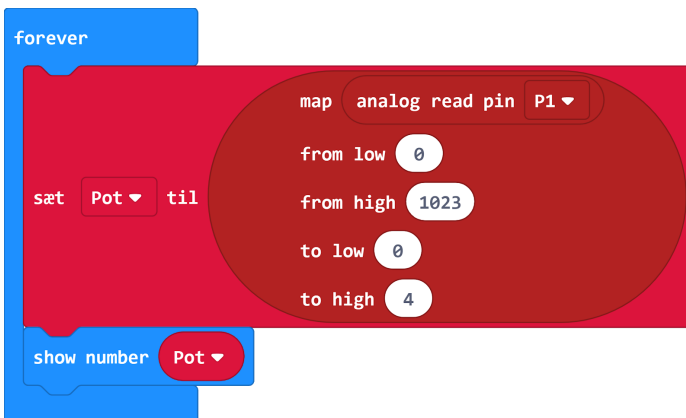 forever
map analog read pin P1
from low 0
from high 1023
sæt Pot til
to low 0
to high 4
show number Pot